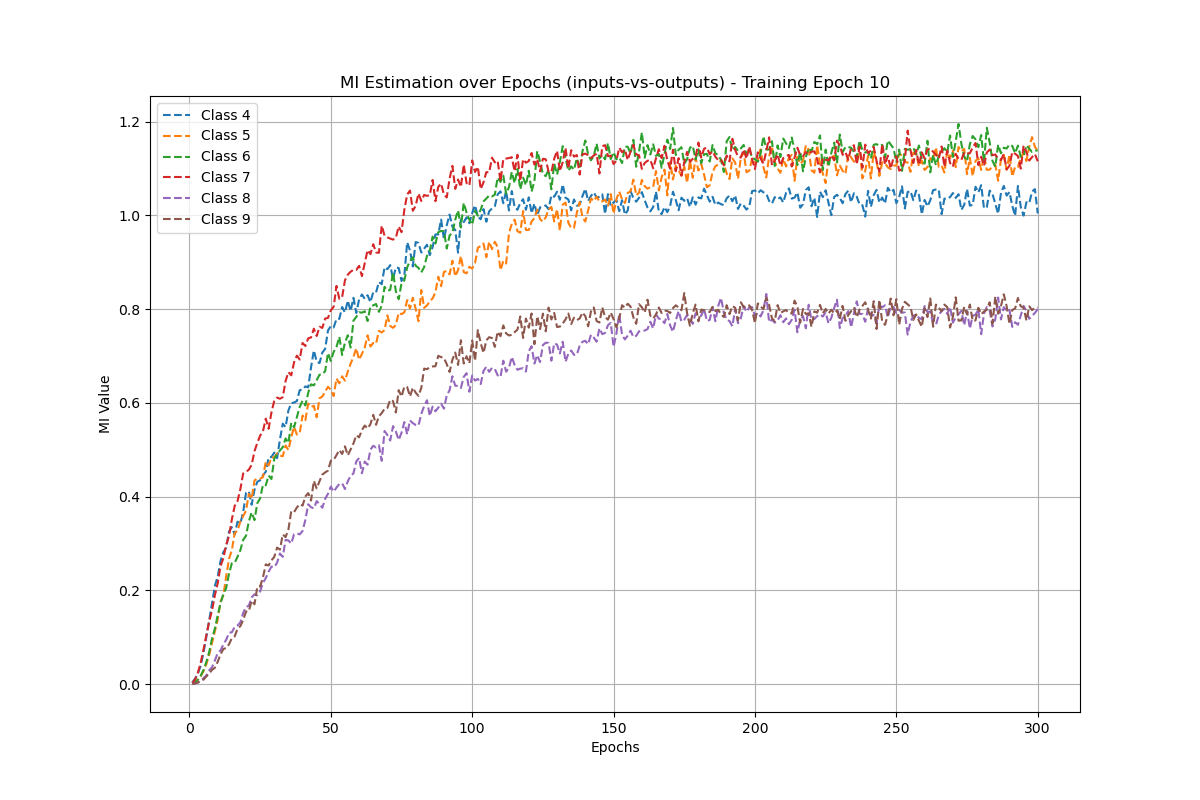 MI Estimation over Epochs (inputs-vs-outputs) - Training Epoch 10
Class 4
Class 5
Class 6
Class 7
Class 8
Class 9
MI Value
1.2
1.0
0.8
0.6
0.4
0.2
0.0
0 50 100 150 200 250 300
Epochs